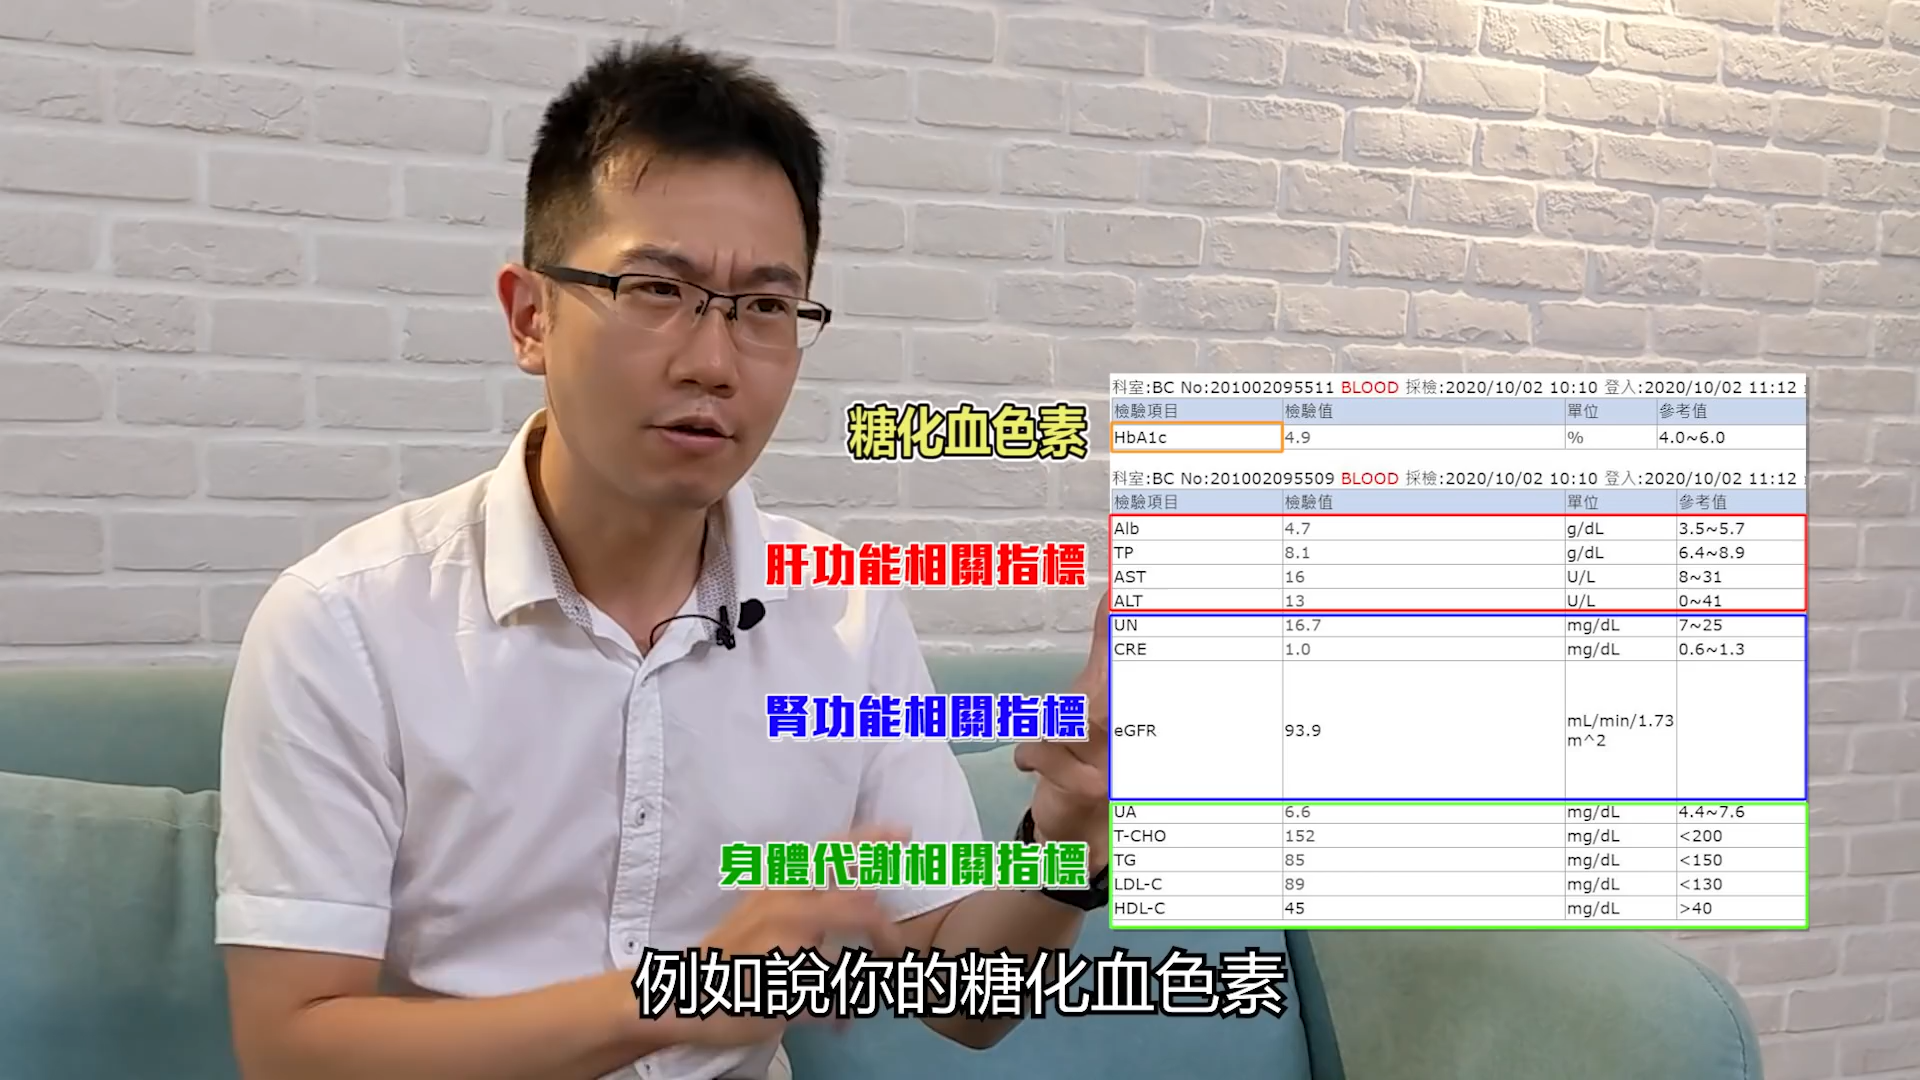 科室:BC No:201002095511 BLOOD 採檢:2020/10/02 10:10 登入:2020/10/02 11:12
檢驗項目 檢驗值 單位 參考值
糖化血色素
HbA1c 4.9 % 4.0~6.0
科室:BC No:201002095509 BLOOD 採檢:2020/10/02 10:10 登入:2020/10/02 11:12
檢驗項目 檢驗值 單位 參考值
肝功能相關指標
Alb 4.7 g/dL 3.5~5.7
TP 8.1 g/dL 6.4~8.9
AST 16 U/L 8~31
ALT 13 U/L 0~41
腎功能相關指標
UN 16.7 mg/dL 7~25
CRE 1.0 mg/dL 0.6~1.3
eGFR 93.9 mL/min/1.73
m^2
身體代謝相關指標
UA 6.6 mg/dL 4.4~7.6
T-CHO 152 mg/dL <200
TG 85 mg/dL <150
LDL-C 89 mg/dL <130
HDL-C 45 mg/dL >40
例如說你的糖化血色素